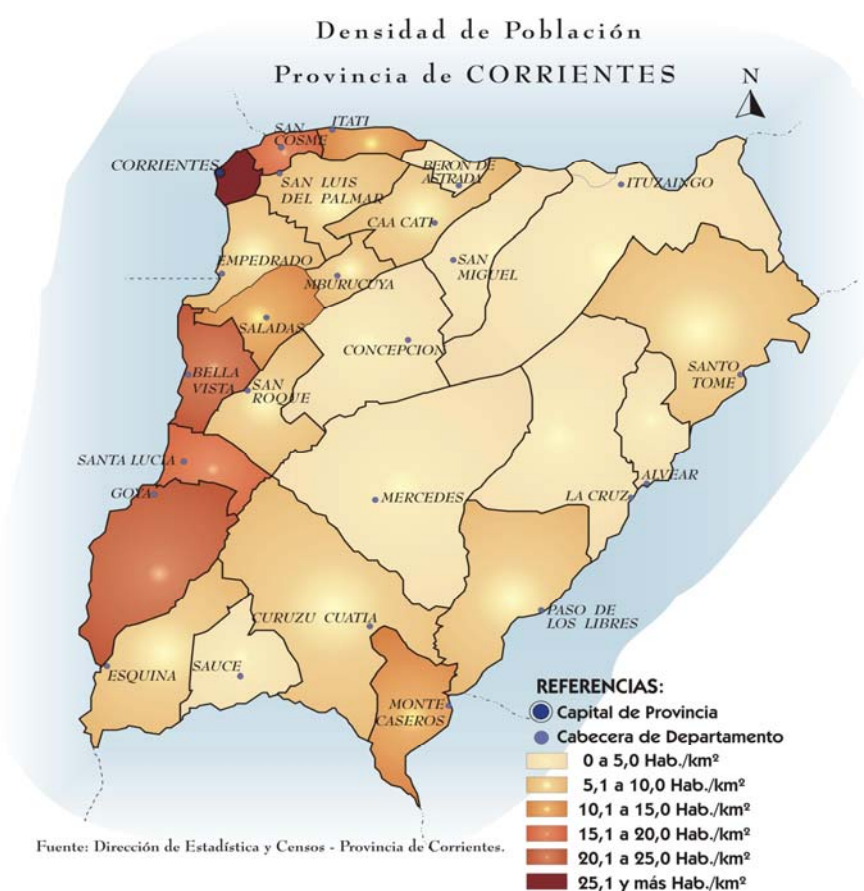 Densidad de Población
Provincia de CORRIENTES
N
ITATI
SAN
COSME
CORRIENTES
BERON DE
ASTRADA
SAN LUIS
DEL PALMAR
ITUZAINGO
CAA CATI
EMPEDRADO
SAN
MIGUEL
MBURUCUYA
SALADAS
CONCEPCION
BELLA
VISTA
SAN
ROQUE
SANTO
TOME
SANTA LUCIA
GOYA
MERCEDES
ALVEAR
LA CRUZ
CURUZU CUATIA
PASO DE
LOS LIBRES
ESQUINA
SAUCE
MONTE
CASEROS
REFERENCIAS:
Capital de Provincia
Cabecera de Departamento
0 a 5,0 Hab./km²
5,1 a 10,0 Hab./km²
10,1 a 15,0 Hab./km²
15,1 a 20,0 Hab./km²
20,1 a 25,0 Hab./km²
25,1 y más Hab./km²
Fuente: Dirección de Estadística y Censos - Provincia de Corrientes.